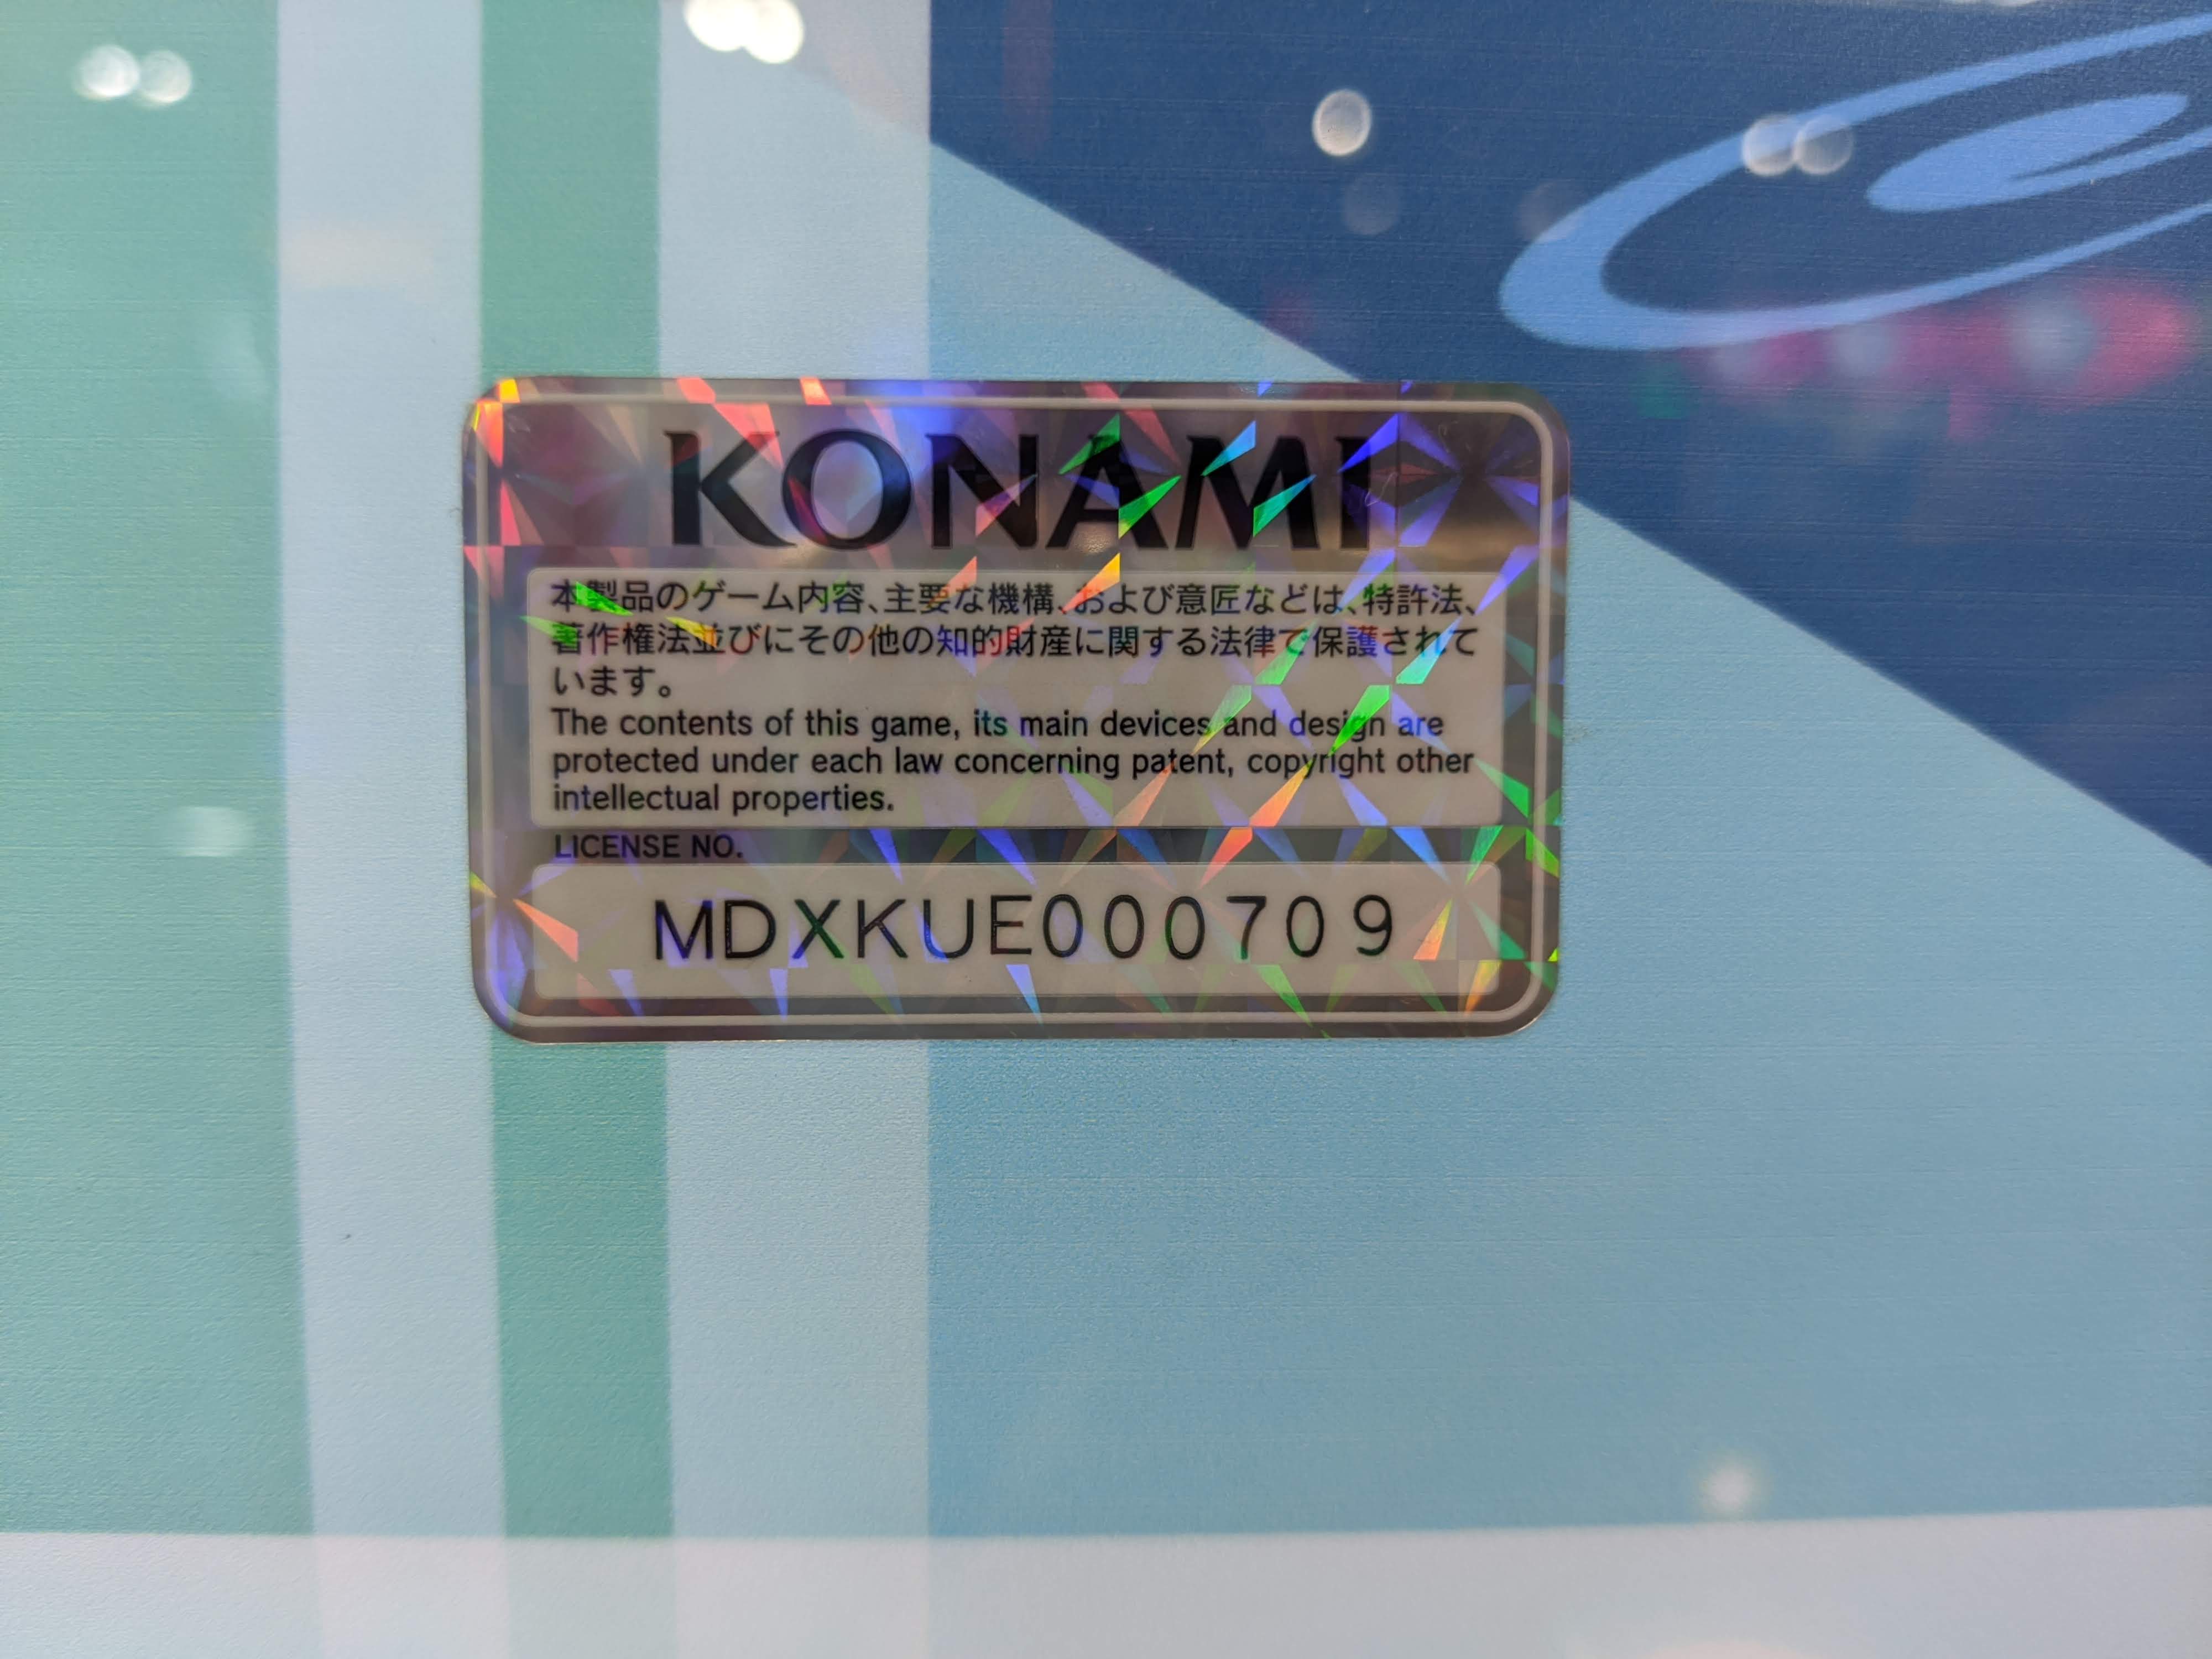 KONAMI
本製品のゲーム内容、主要な機構、および意匠などは、特許法、
著作権法並びにその他の知的財産に関する法律で保護されて
います。
The contents of this game, its main devices and design are
protected under each law concerning patent, copyright other
intellectual properties.
LICENSE NO.
MDXKUE000709